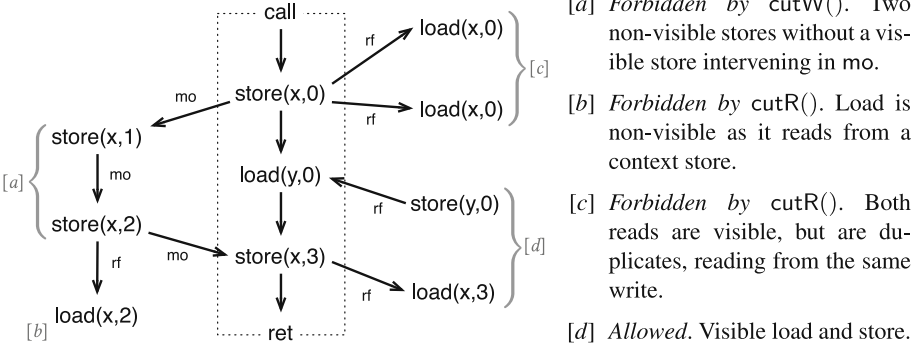 call
rf
load(x,0)
[c]
mo
store(x,0)
rf
load(x,0)
store(x,1)
[a]
mo
load(y,0)
rf
store(y,0)
store(x,2)
mo
store(x,3)
[d]
rf
rf
load(x,3)
[b]
load(x,2)
ret
[a] Forbidden by cutW(). Two
non-visible stores without a vis-
ible store intervening in mo.
[b] Forbidden by cutR(). Load is
non-visible as it reads from a
context store.
[c] Forbidden by cutR(). Both
reads are visible, but are du-
plicates, reading from the same
write.
[d] Allowed. Visible load and store.